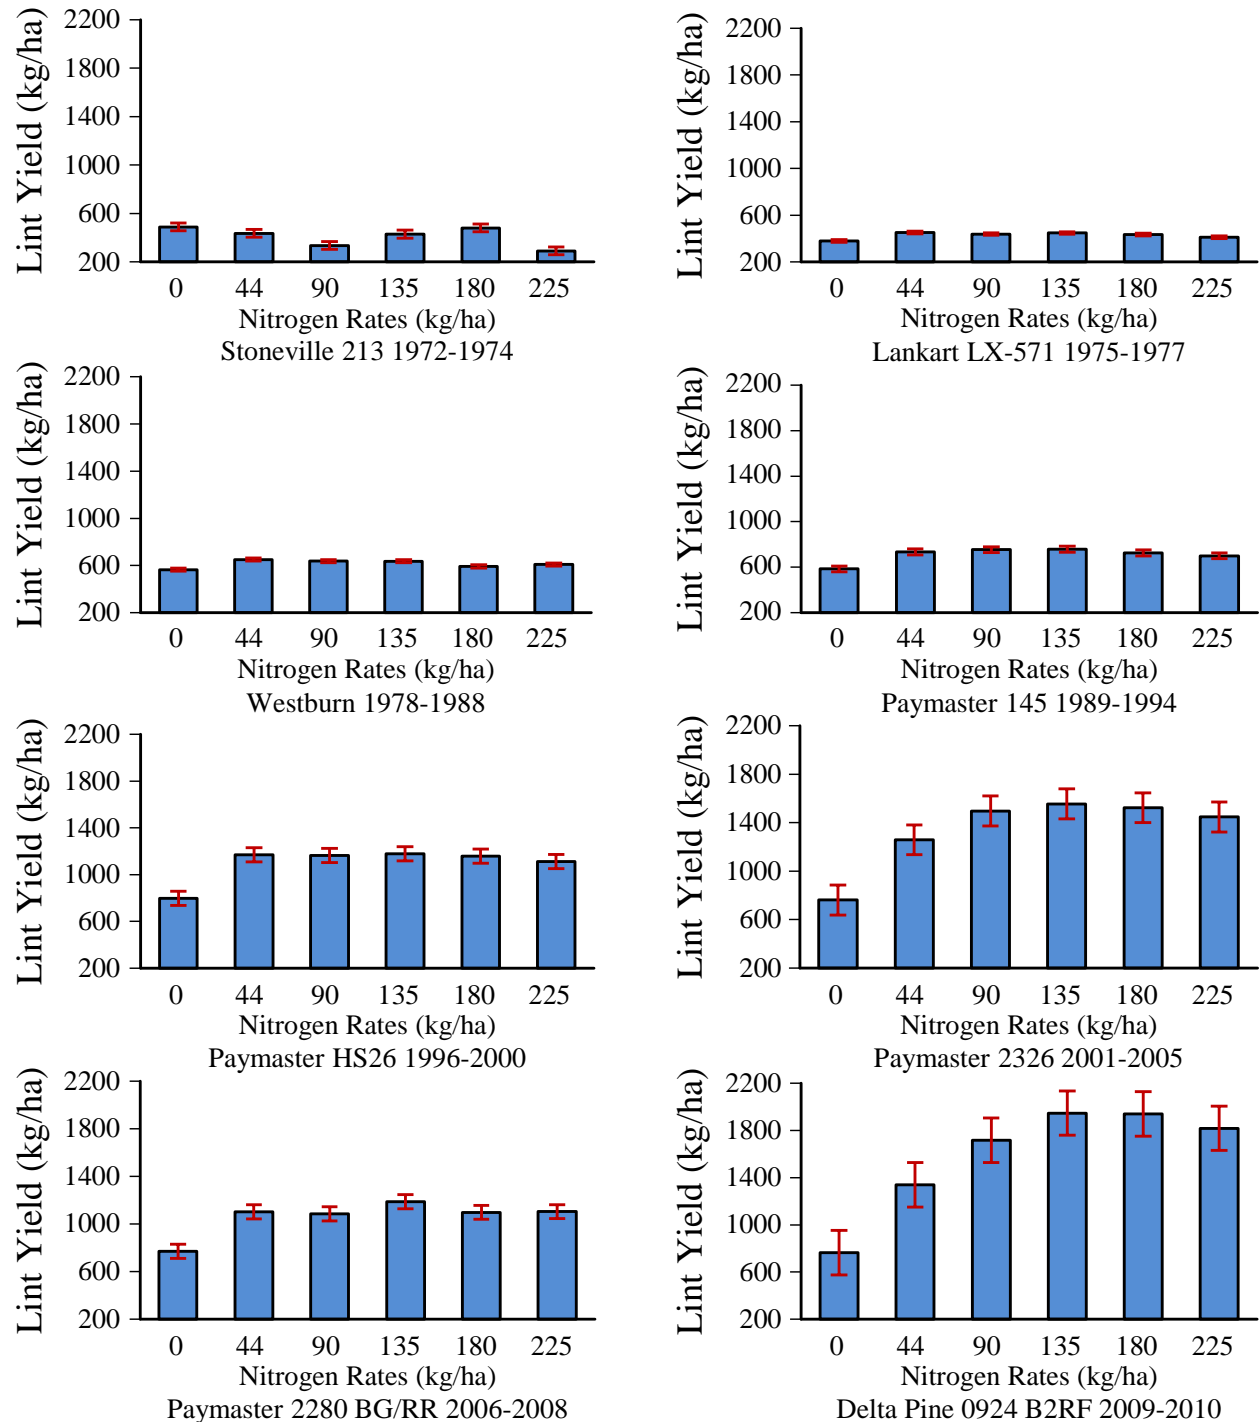 Lint Yield (kg/ha)
2200
1800
1400
1000
600
200
0 44 90 135 180 225
Nitrogen Rates (kg/ha)
Stoneville 213 1972-1974
Lint Yield (kg/ha)
2200
1800
1400
1000
600
200
0 44 90 135 180 225
Nitrogen Rates (kg/ha)
Lankart LX-571 1975-1977
Lint Yield (kg/ha)
2200
1800
1400
1000
600
200
0 44 90 135 180 225
Nitrogen Rates (kg/ha)
Westburn 1978-1988
Lint Yield (kg/ha)
2200
1800
1400
1000
600
200
0 44 90 135 180 225
Nitrogen Rates (kg/ha)
Paymaster 145 1989-1994
Lint Yield (kg/ha)
2200
1800
1400
1000
600
200
0 44 90 135 180 225
Nitrogen Rates (kg/ha)
Paymaster HS26 1996-2000
Lint Yield (kg/ha)
2200
1800
1400
1000
600
200
0 44 90 135 180 225
Nitrogen Rates (kg/ha)
Paymaster 2326 2001-2005
Lint Yield (kg/ha)
2200
1800
1400
1000
600
200
0 44 90 135 180 225
Nitrogen Rates (kg/ha)
Paymaster 2280 BG/RR 2006-2008
Lint Yield (kg/ha)
2200
1800
1400
1000
600
200
0 44 90 135 180 225
Nitrogen Rates (kg/ha)
Delta Pine 0924 B2RF 2009-2010